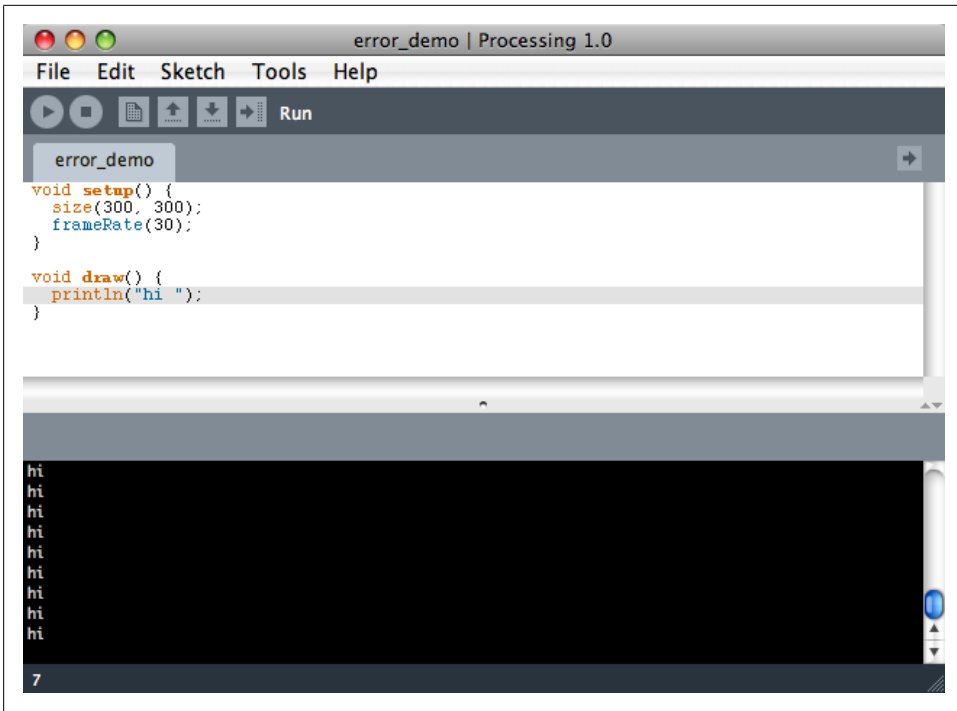 error_demo | Processing 1.0
File Edit Sketch Tools Help
Run
error_demo
void setup() {
  size(300, 300);
  frameRate(30);
}
void draw() {
  println("hi ");
}
hi
hi
hi
hi
hi
hi
hi
hi
hi
7